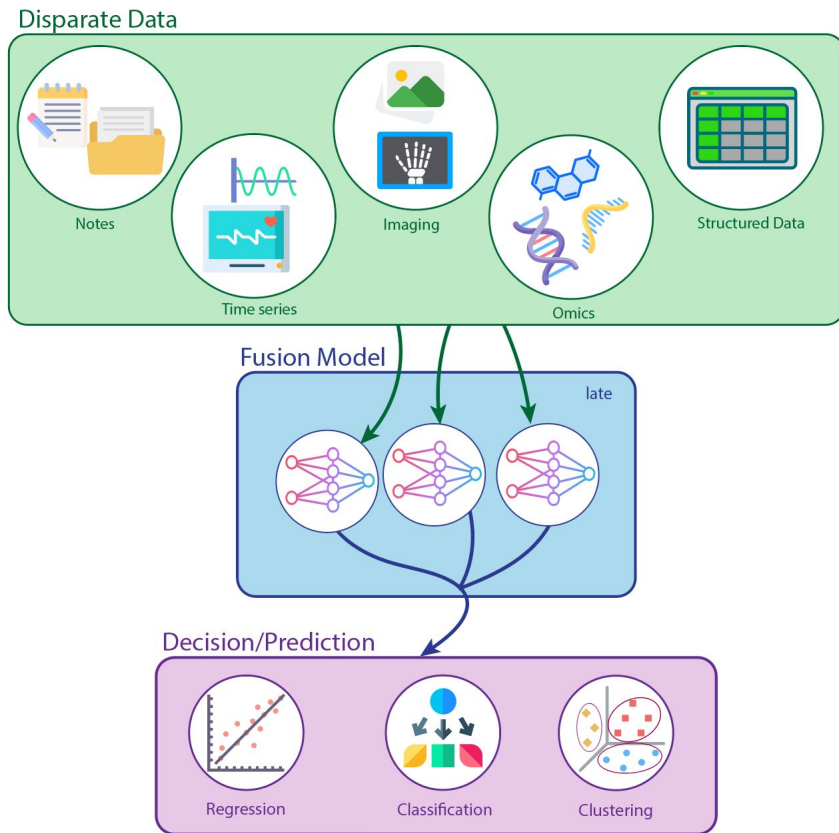 Disparate Data
Notes
Time series
Imaging
Omics
Structured Data
Fusion Model
late
Decision/Prediction
Regression
Classification
Clustering